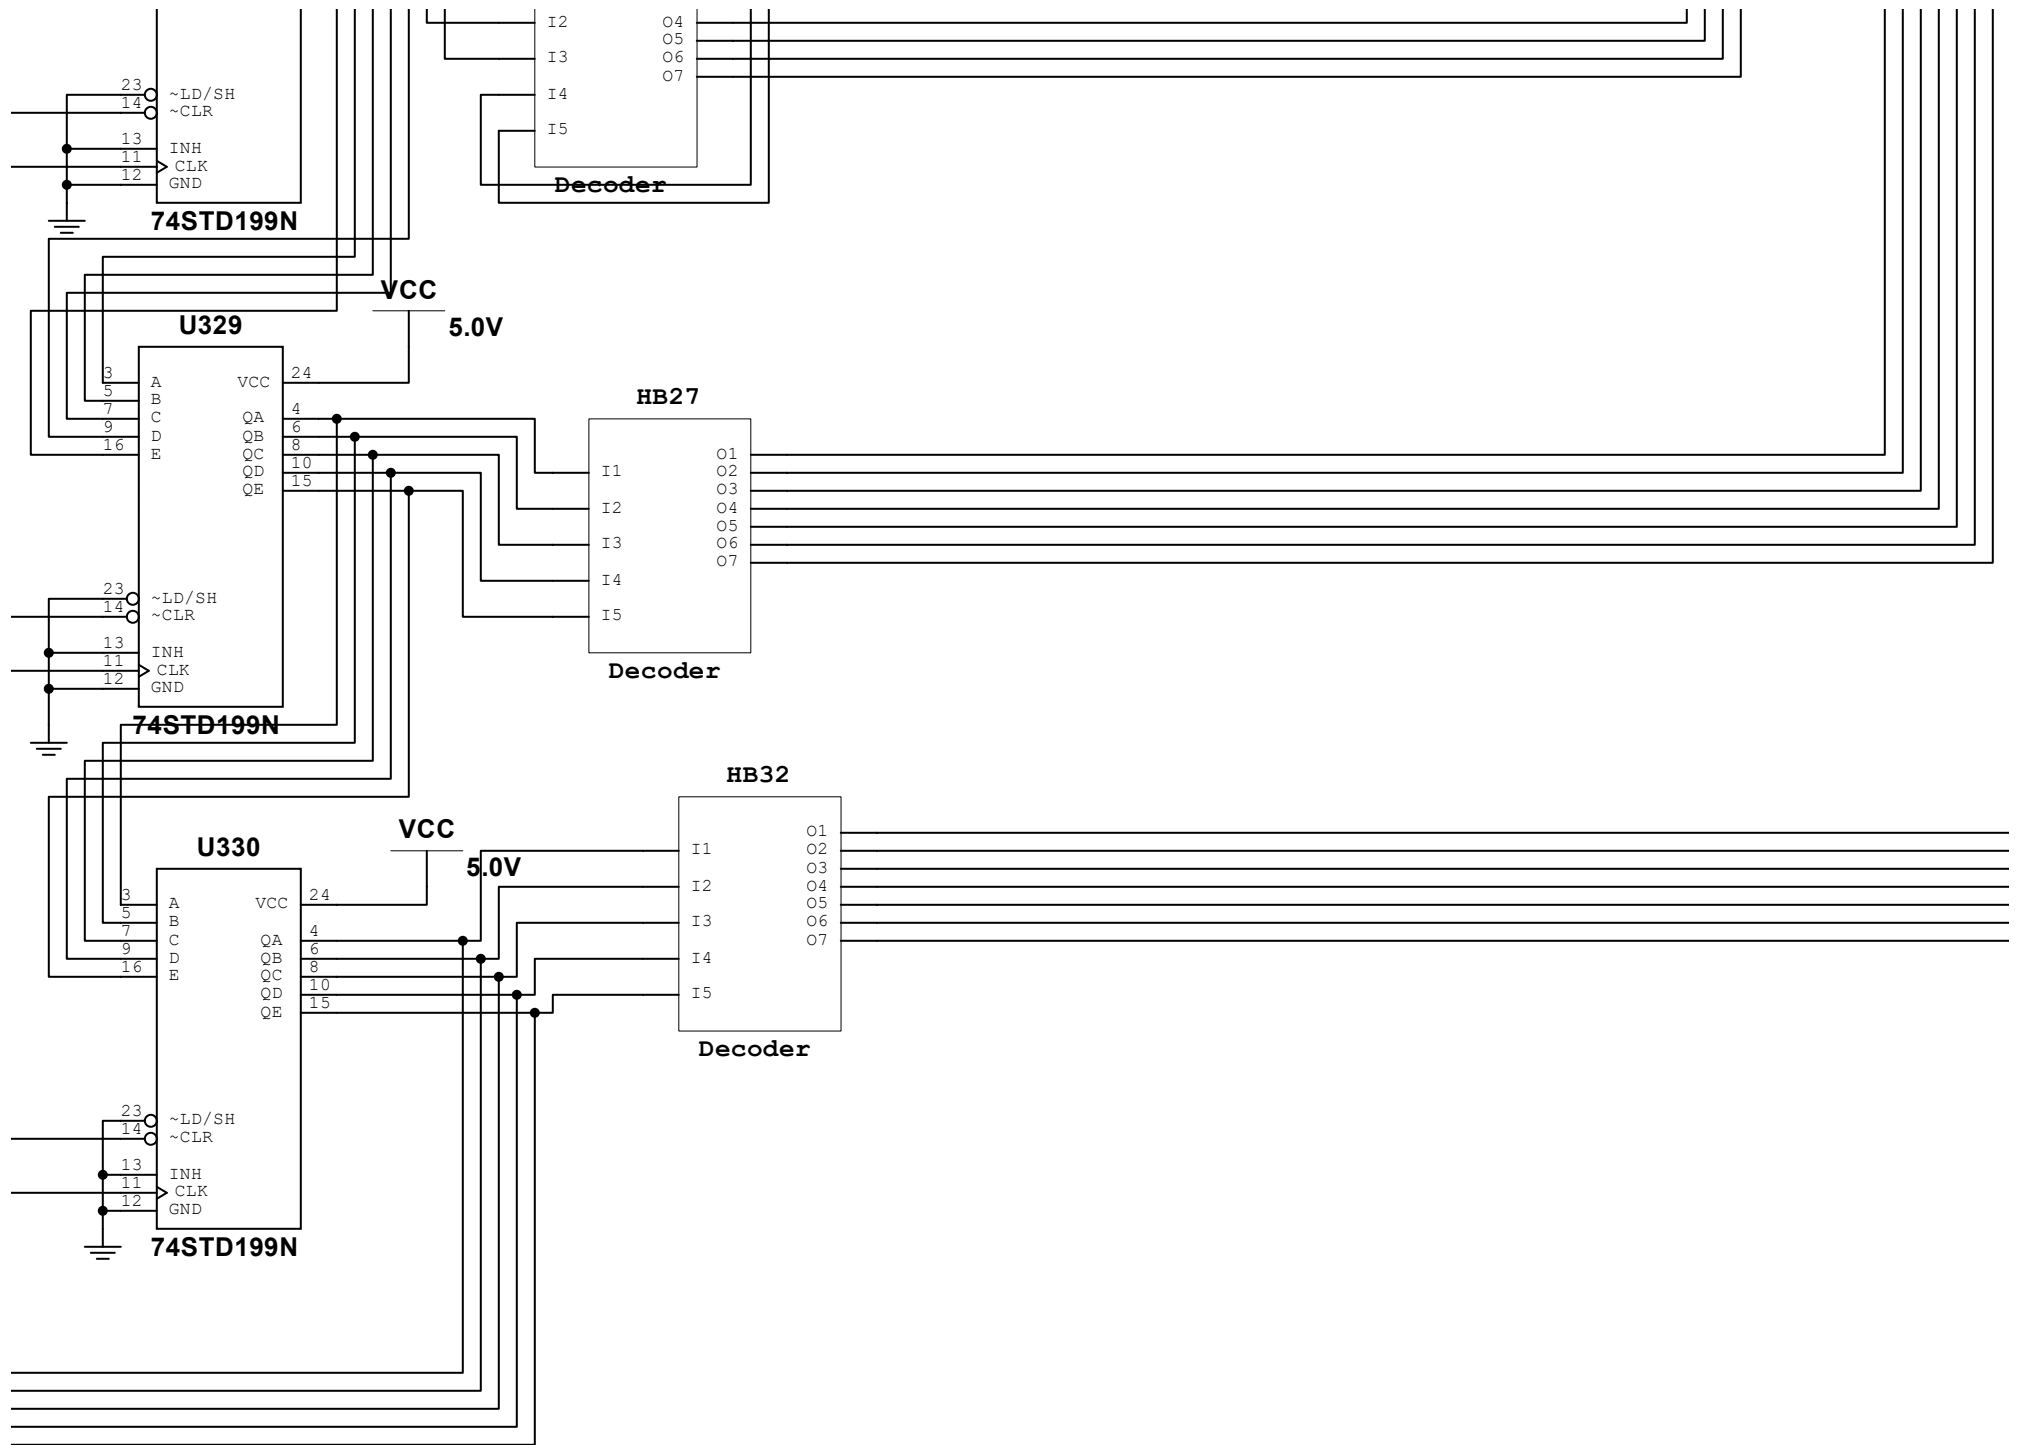 I2 O4
O5
I3 O6
O7
23 ~LD/SH I4
14 ~CLR
I5
13 INH
11 CLK
12 GND
Decoder
74STD199N
VCC
5.0V
U329
3 A VCC 24
5 B
7 C QA 4
9 D QB 6
16 E QC 8
QD 10
QE 15
23 ~LD/SH
14 ~CLR
13 INH
11 CLK
12 GND
74STD199N
HB27
O1
I1 O2
O3
I2 O4
O5
I3 O6
O7
I4
I5
Decoder
U330
VCC
5.0V
3 A VCC 24
5 B
7 C QA 4
9 D QB 6
16 E QC 8
QD 10
QE 15
23 ~LD/SH
14 ~CLR
13 INH
11 CLK
12 GND
74STD199N
HB32
O1
I1 O2
O3
I2 O4
O5
I3 O6
O7
I4
I5
Decoder